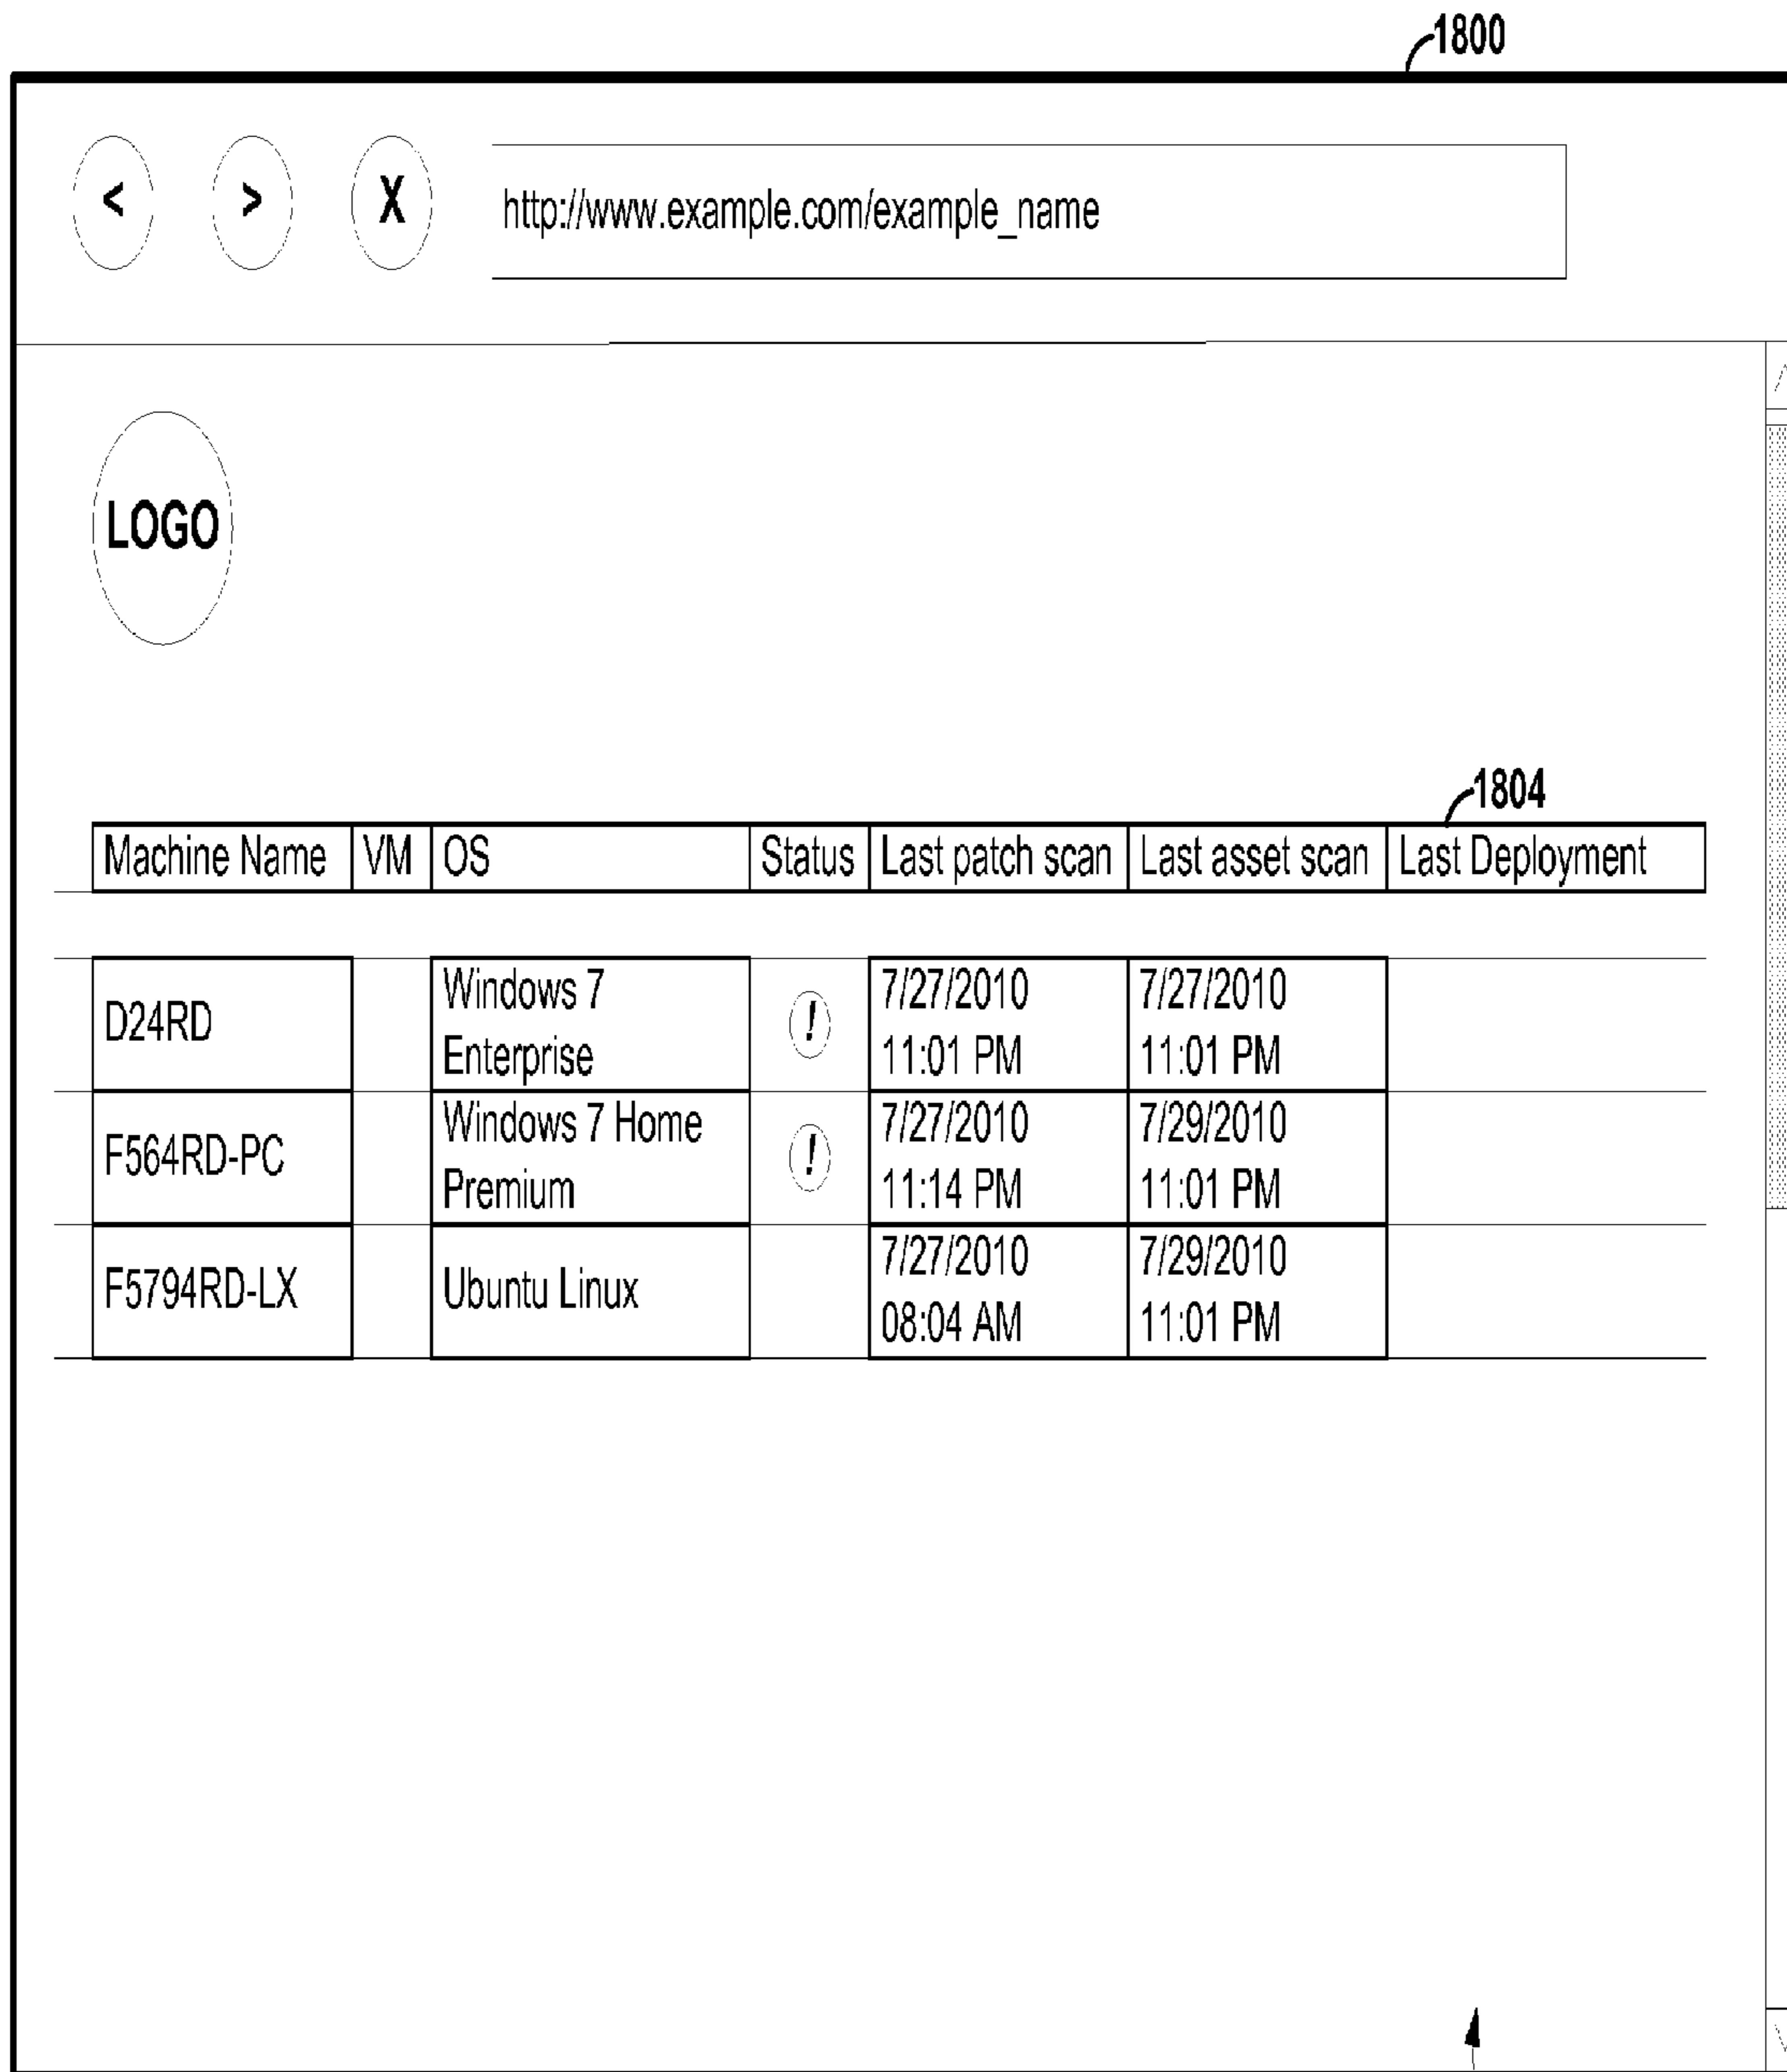 1800
< > X http://www.example.com/example_name
LOGO
1804
Machine Name VM OS Status Last patch scan Last asset scan Last Deployment
D24RD Windows 7 Enterprise ! 7/27/2010 11:01 PM 7/27/2010 11:01 PM
F564RD-PC Windows 7 Home Premium ! 7/27/2010 11:14 PM 7/29/2010 11:01 PM
F5794RD-LX Ubuntu Linux 7/27/2010 08:04 AM 7/29/2010 11:01 PM